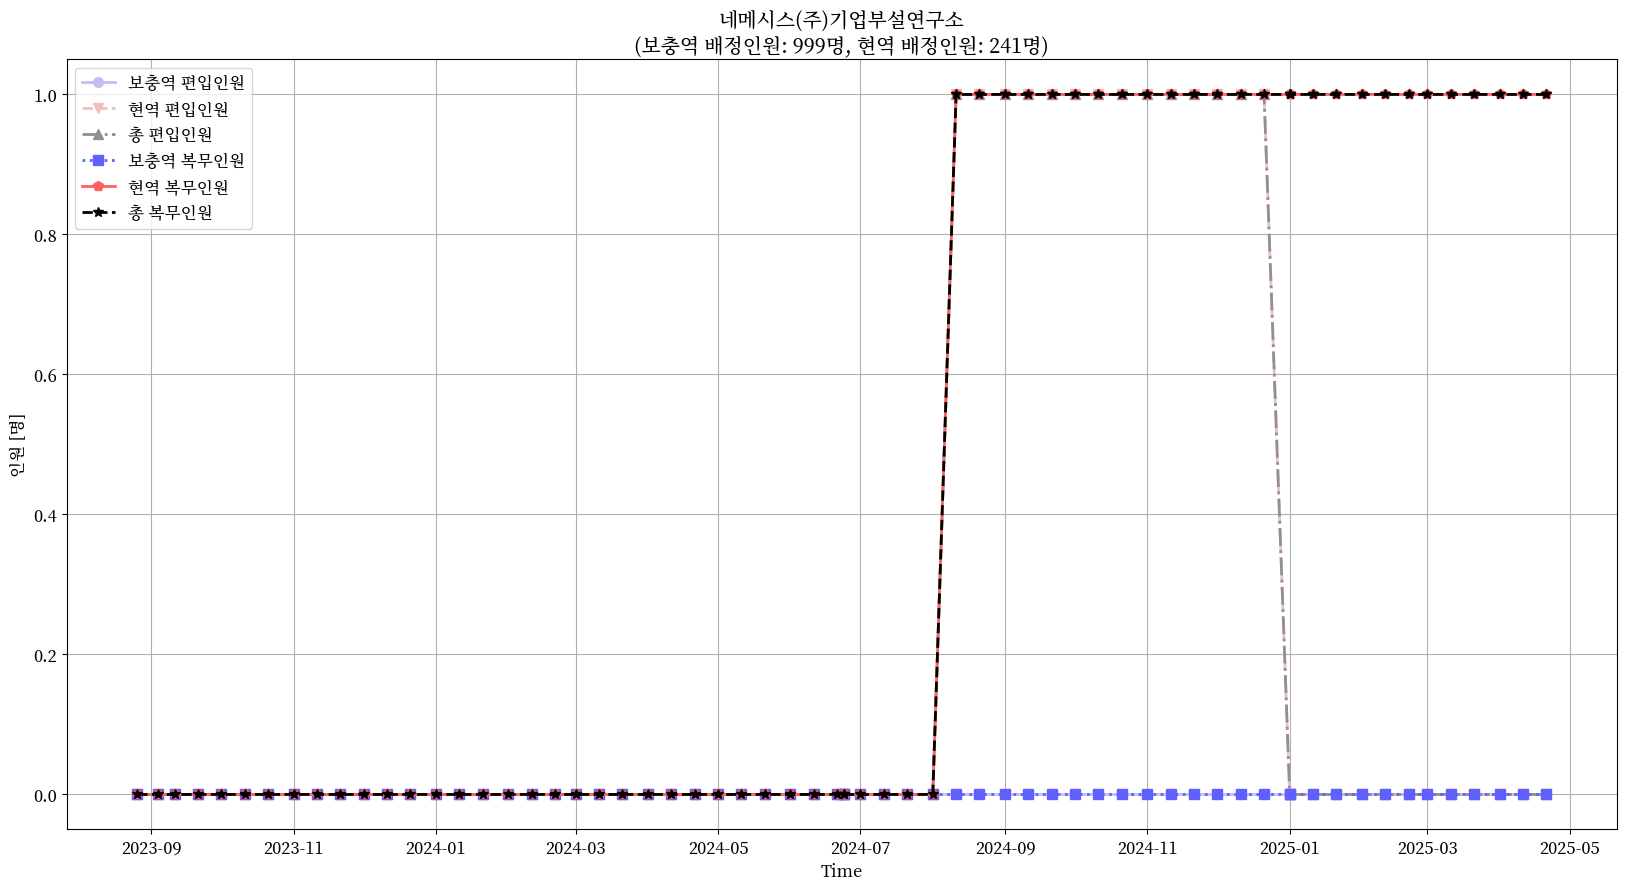 네메시스(주)기업부설연구소
(보충역 배정인원: 999명, 현역 배정인원: 241명)
보충역 편입인원
현역 편입인원
총 편입인원
보충역 복무인원
현역 복무인원
총 복무인원
1.0
0.8
0.6
0.4
0.2
0.0
인원 [명]
2023-09
2023-11
2024-01
2024-03
2024-05
2024-07
2024-09
2024-11
2025-01
2025-03
2025-05
Time